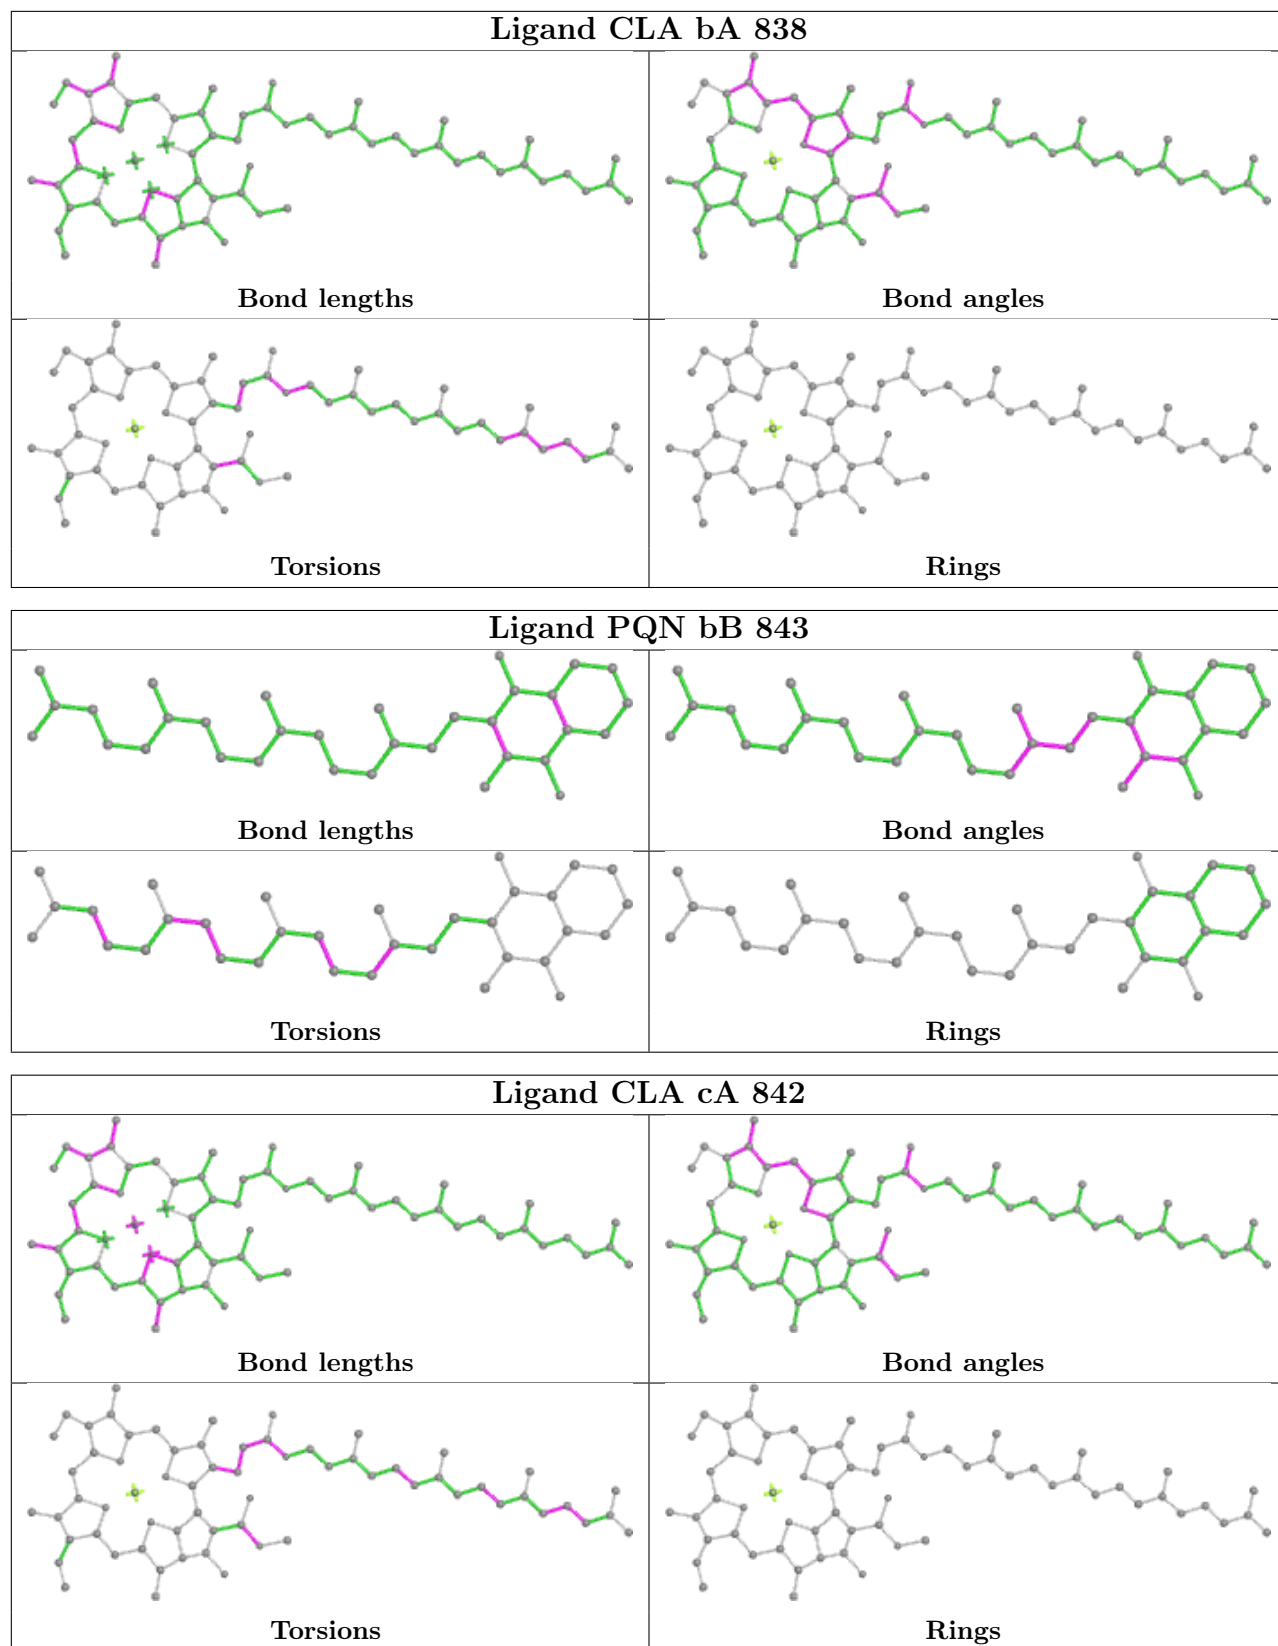 Ligand CLA bA 838
Bond lengths
Bond angles
Torsions
Rings
Ligand PQN bB 843
Bond lengths
Bond angles
Torsions
Rings
Ligand CLA cA 842
Bond lengths
Bond angles
Torsions
Rings